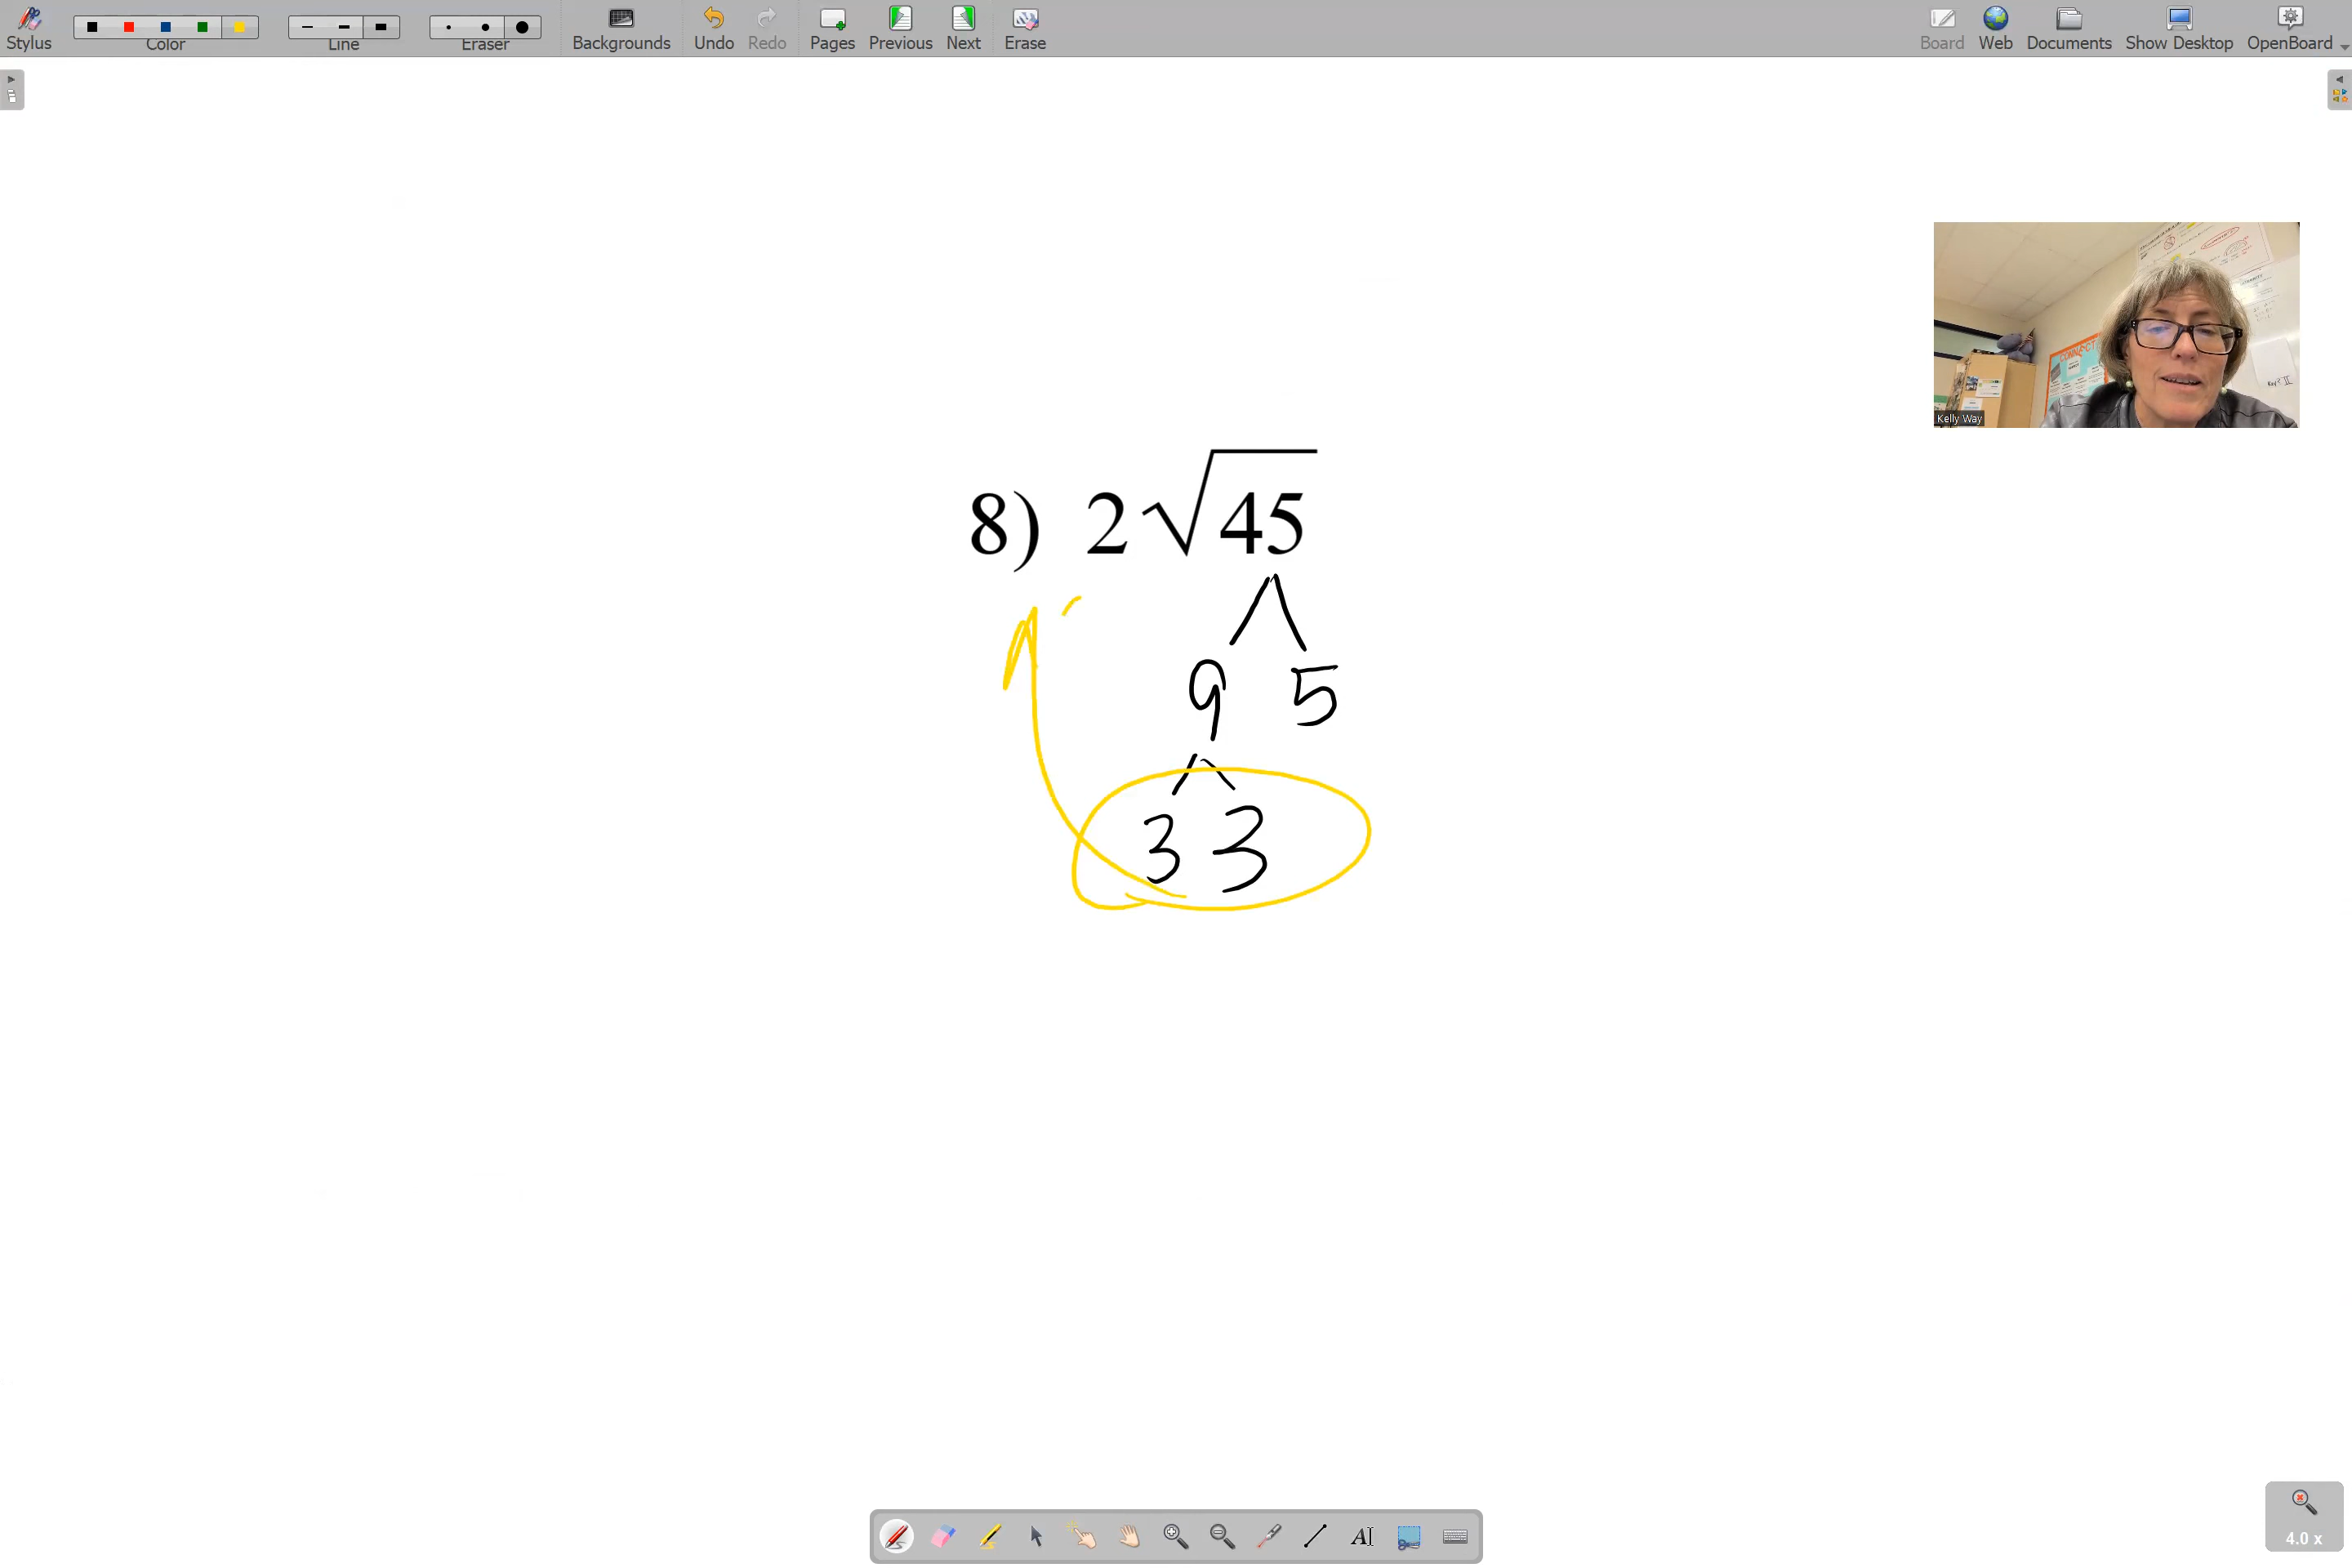 Stylus Color Line Eraser Backgrounds Undo Redo Pages Previous Next Erase Board Web Documents Show Desktop OpenBoard
CONNECT
Kelly Way
8) 2√45
9 5
3 3
4.0 x